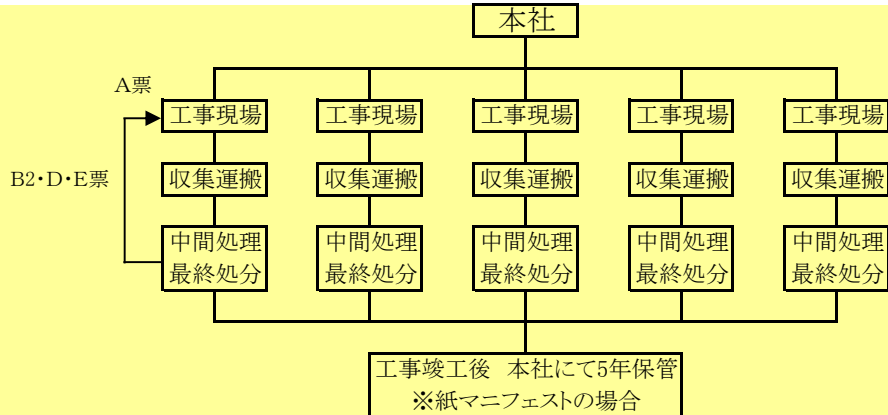 本社
A票
工事現場 工事現場 工事現場 工事現場 工事現場
B2・D・E票
収集運搬 収集運搬 収集運搬 収集運搬 収集運搬
中間処理 中間処理 中間処理 中間処理 中間処理
最終処分 最終処分 最終処分 最終処分 最終処分
工事竣工後 本社にて5年保管
※紙マニフェストの場合